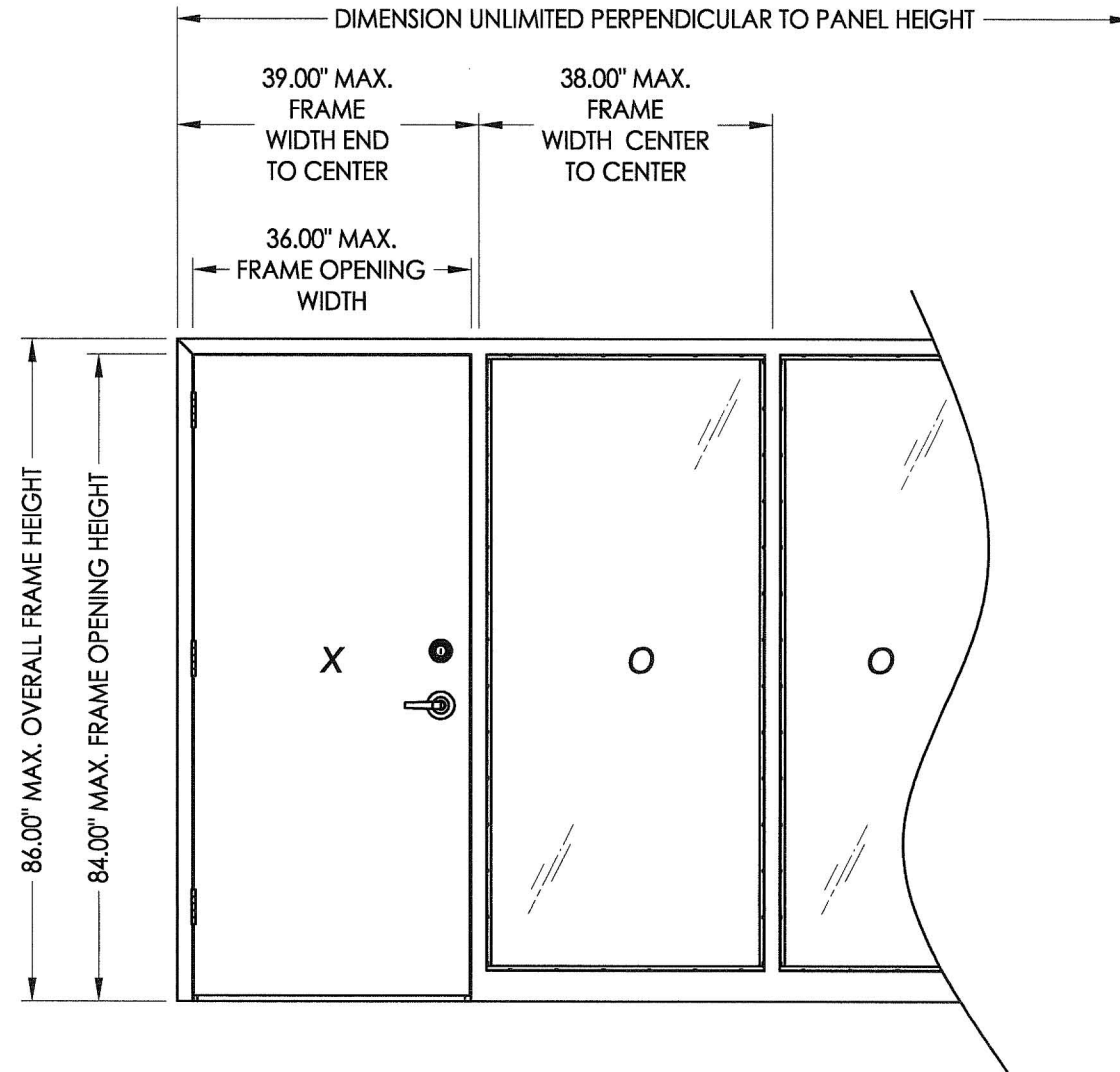 DIMENSION UNLIMITED PERPENDICULAR TO PANEL HEIGHT
39.00" MAX.
FRAME
WIDTH END
TO CENTER
38.00" MAX.
FRAME
WIDTH CENTER
TO CENTER
36.00" MAX.
FRAME OPENING
WIDTH
86.00" MAX. OVERALL FRAME HEIGHT
84.00" MAX. FRAME OPENING HEIGHT
X
O
O